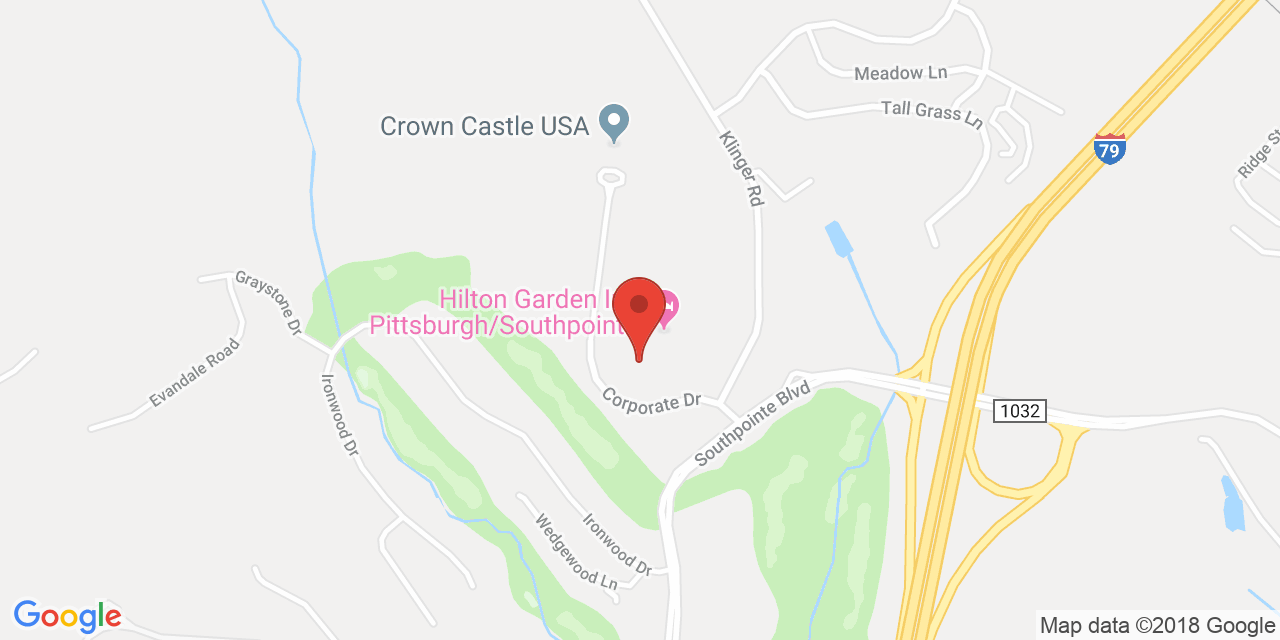 Meadow Ln
Tall Grass Ln
Crown Castle USA
79
Klinger Rd
Ridge St
Graystone Dr
Hilton Garden I
Pittsburgh/Southpoint
Evandale Road
Ironwood Dr
Corporate Dr
Southpointe Blvd
1032
Wedgewood Ln
Ironwood Dr
Google
Map data ©2018 Google